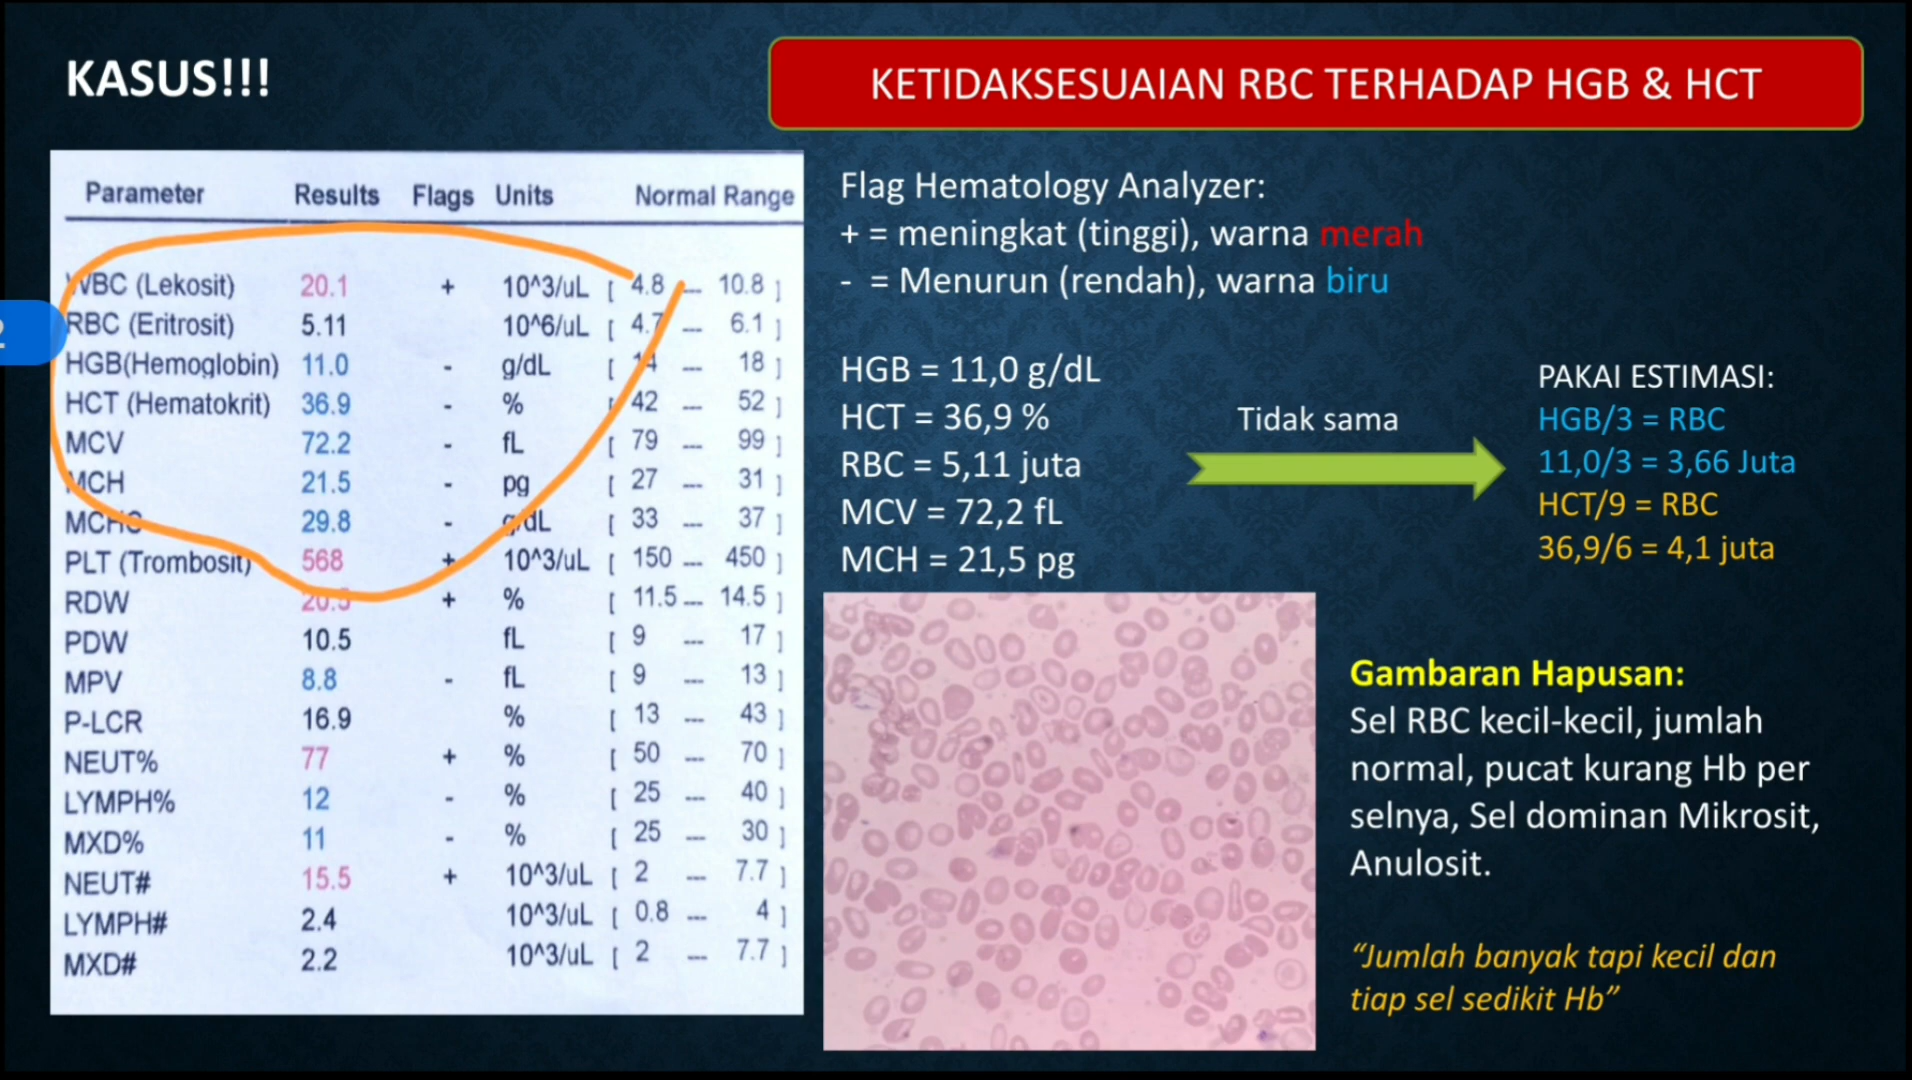 KASUS!!!
KETIDAKSESUAIAN RBC TERHADAP HGB & HCT
Parameter Results Flags Units Normal Range
WBC (Lekosit) 20.1 + 10^3/uL [ 4.8 --- 10.8 ]
RBC (Eritrosit) 5.11 10^6/uL [ 4.7 --- 6.1 ]
HGB(Hemoglobin) 11.0 - g/dL [ 14 18 ]
HCT (Hematokrit) 36.9 - % [ 42 --- 52 ]
MCV 72.2 - fL [ 79 --- 99 ]
MCH 21.5 - pg [ 27 --- 31 ]
MCHC 29.8 - g/dL [ 33 --- 37 ]
PLT (Trombosit) 568 + 10^3/uL [ 150 --- 450 ]
RDW 20.5 + % [ 11.5 --- 14.5 ]
PDW 10.5 fL [ 9 --- 17 ]
MPV 8.8 - fL [ 9 --- 13 ]
P-LCR 16.9 % [ 13 --- 43 ]
NEUT% 77 + % [ 50 --- 70 ]
LYMPH% 12 - % [ 25 --- 40 ]
MXD% 11 - % [ 25 --- 30 ]
NEUT# 15.5 + 10^3/uL [ 2 --- 7.7 ]
LYMPH# 2.4 10^3/uL [ 0.8 --- 4 ]
MXD# 2.2 10^3/uL [ 2 --- 7.7 ]
Flag Hematology Analyzer:
+ = meningkat (tinggi), warna merah
- = Menurun (rendah), warna biru
HGB = 11,0 g/dL
HCT = 36,9 %
RBC = 5,11 juta
MCV = 72,2 fL
MCH = 21,5 pg
Tidak sama
PAKAI ESTIMASI:
HGB/3 = RBC
11,0/3 = 3,66 Juta
HCT/9 = RBC
36,9/6 = 4,1 juta
Gambaran Hapusan:
Sel RBC kecil-kecil, jumlah
normal, pucat kurang Hb per
selnya, Sel dominan Mikrosit,
Anulosit.
“Jumlah banyak tapi kecil dan
tiap sel sedikit Hb”